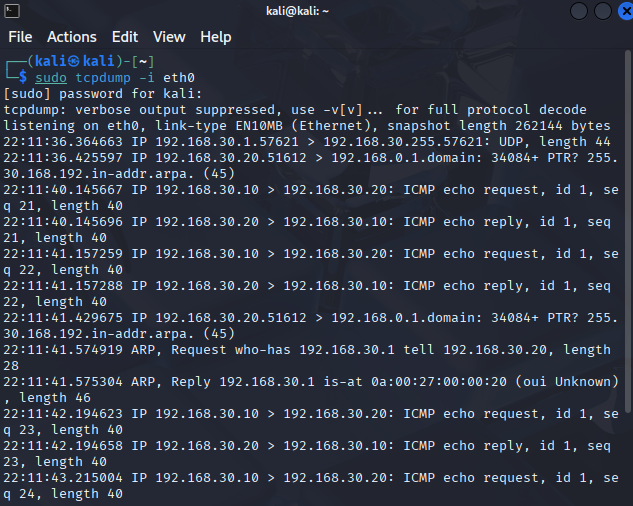 kali@kali: ~
File Actions Edit View Help
┌──(kali㉿kali)-[~]
└─$ sudo tcpdump -i eth0
[sudo] password for kali:
tcpdump: verbose output suppressed, use -v[v]... for full protocol decode
listening on eth0, link-type EN10MB (Ethernet), snapshot length 262144 bytes
22:11:36.364663 IP 192.168.30.1.57621 > 192.168.30.255.57621: UDP, length 44
22:11:36.425597 IP 192.168.30.20.51612 > 192.168.0.1.domain: 34084+ PTR? 255.
30.168.192.in-addr.arpa. (45)
22:11:40.145667 IP 192.168.30.10 > 192.168.30.20: ICMP echo request, id 1, se
q 21, length 40
22:11:40.145696 IP 192.168.30.20 > 192.168.30.10: ICMP echo reply, id 1, seq
21, length 40
22:11:41.157259 IP 192.168.30.10 > 192.168.30.20: ICMP echo request, id 1, se
q 22, length 40
22:11:41.157288 IP 192.168.30.20 > 192.168.30.10: ICMP echo reply, id 1, seq
22, length 40
22:11:41.429675 IP 192.168.30.20.51612 > 192.168.0.1.domain: 34084+ PTR? 255.
30.168.192.in-addr.arpa. (45)
22:11:41.574919 ARP, Request who-has 192.168.30.1 tell 192.168.30.20, length
28
22:11:41.575304 ARP, Reply 192.168.30.1 is-at 0a:00:27:00:00:20 (oui Unknown)
, length 46
22:11:42.194623 IP 192.168.30.10 > 192.168.30.20: ICMP echo request, id 1, se
q 23, length 40
22:11:42.194658 IP 192.168.30.20 > 192.168.30.10: ICMP echo reply, id 1, seq
23, length 40
22:11:43.215004 IP 192.168.30.10 > 192.168.30.20: ICMP echo request, id 1, se
q 24, length 40